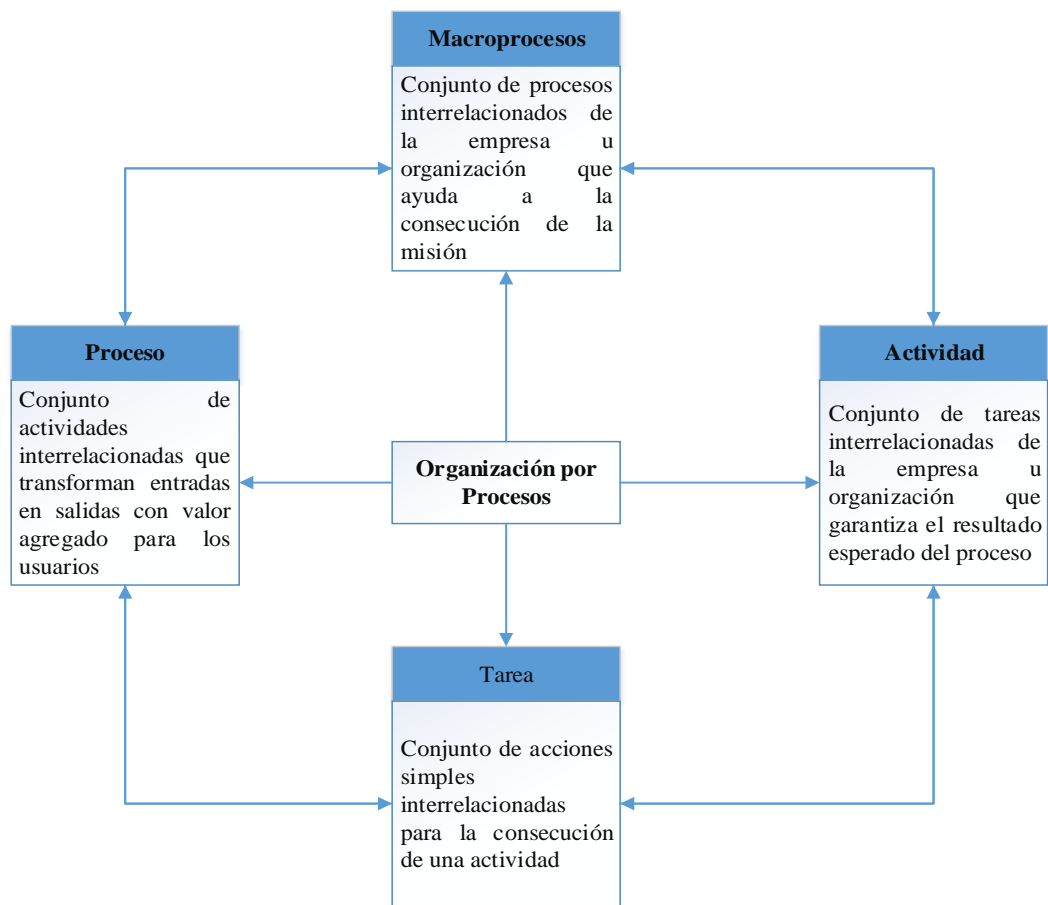 Macroprocesos
Conjunto de procesos
interrelacionados de
la empresa u
organización que
ayuda a la
consecución de la
misión
Proceso
Conjunto de
actividades
interrelacionadas que
transforman entradas
en salidas con valor
agregado para los
usuarios
Organización por
Procesos
Actividad
Conjunto de tareas
interrelacionadas de
la empresa u
organización que
garantiza el resultado
esperado del proceso
Tarea
Conjunto de acciones
simples
interrelacionadas
para la consecución
de una actividad